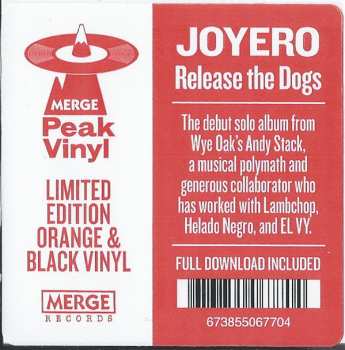 MERGE
Peak
Vinyl
LIMITED
EDITION
ORANGE &
BLACK VINYL
MERGE
RECORDS
JOYERO
Release the Dogs
The debut solo album from
Wye Oak's Andy Stack,
a musical polymath and
generous collaborator who
has worked with Lambchop,
Helado Negro, and EL VY.
FULL DOWNLOAD INCLUDED
673855067704